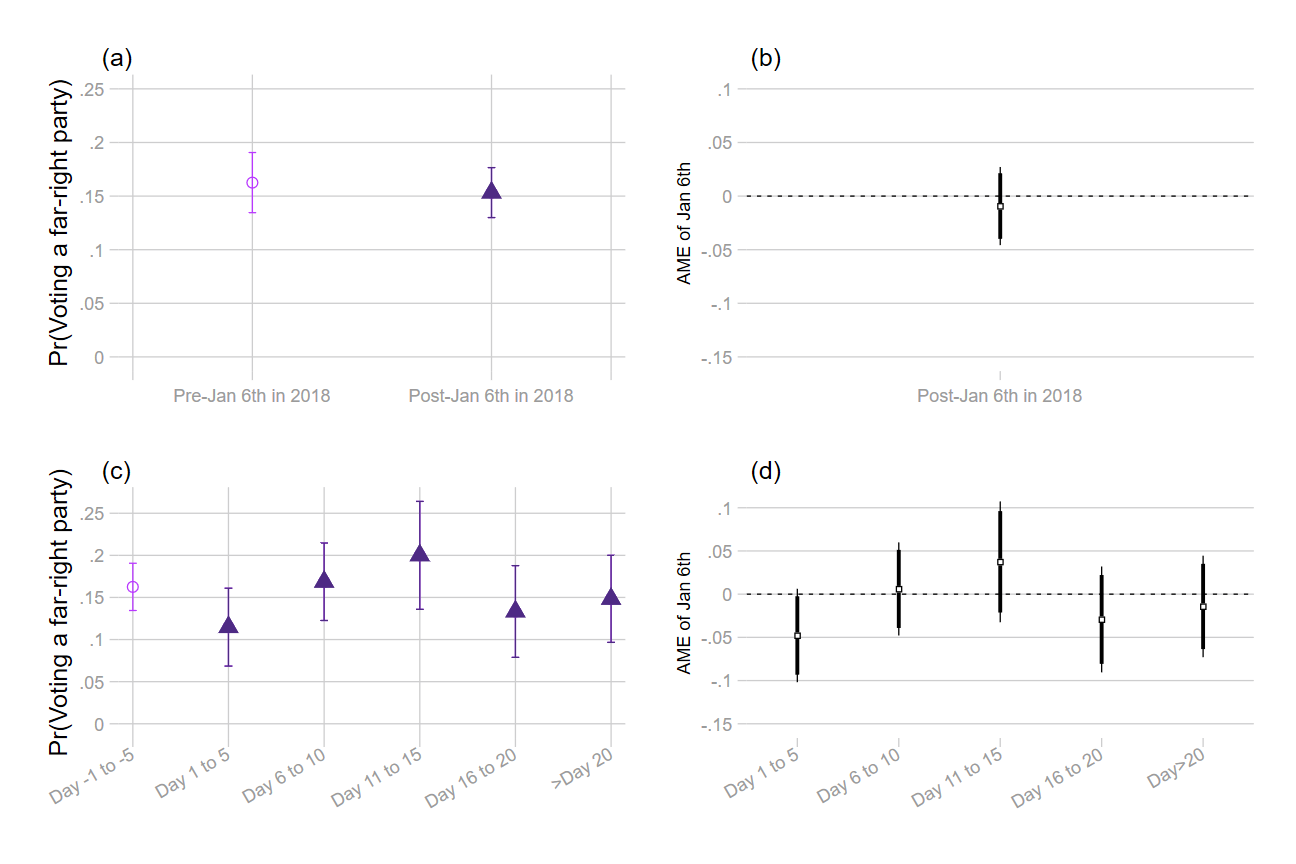 (a)
Pr(Voting a far-right party)
.25
.2
.15
.1
.05
0
Pre-Jan 6th in 2018
Post-Jan 6th in 2018
(b)
AME of Jan 6th
.1
.05
0
-.05
-.1
-.15
Post-Jan 6th in 2018
(c)
Pr(Voting a far-right party)
.25
.2
.15
.1
.05
0
Day -1 to -5
Day 1 to 5
Day 6 to 10
Day 11 to 15
Day 16 to 20
>Day 20
(d)
AME of Jan 6th
.1
.05
0
-.05
-.1
-.15
Day 1 to 5
Day 6 to 10
Day 11 to 15
Day 16 to 20
Day>20